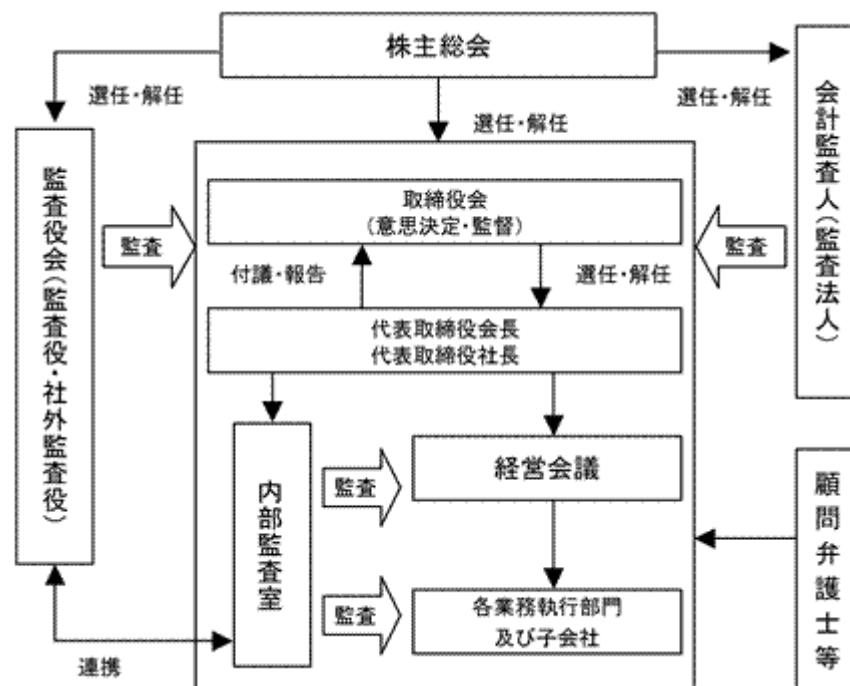 株主総会
選任・解任
選任・解任
選任・解任
監査役会(監査役・社外監査役)
会計監査人(監査法人)
取締役会
(意思決定・監督)
監査
監査
付議・報告
選任・解任
代表取締役会長
代表取締役社長
内部監査室
監査
経営会議
顧問弁護士等
監査
各業務執行部門
及び子会社
連携